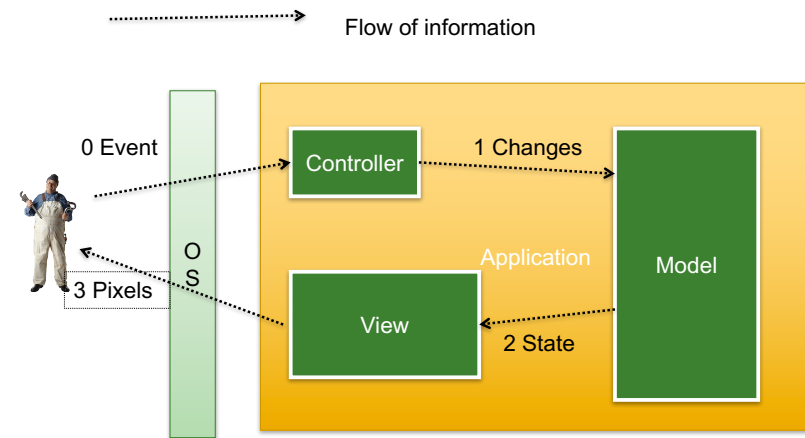 Flow of information
0 Event
Controller
1 Changes
O
S
Application
Model
3 Pixels
View
2 State